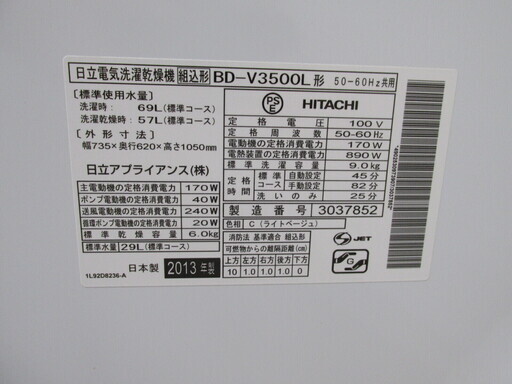 日立電気洗濯乾燥機 組込形 BD-V3500L形 50-60Hz共用
〔標準使用水量〕
洗濯時： 69L(標準コース)
洗濯乾燥時：57L(標準コース)
〔外形寸法〕
幅735×奥行620×高さ1050mm
日立アプライアンス(株)
主電動機の定格消費電力 170W
ポンプ電動機の定格消費電力 40W
送風電動機の定格消費電力 240W
循環ポンプ電動機の定格消費電力 20W
標準乾燥容量 6.0kg
標準水量 29L(標準コース)
日本製 2013年製
1L92D8236-A
PSE HITACHI
定格電圧 100V
定格周波数 50-60Hz
電動機の定格消費電力 170W
電熱装置の定格消費電力 890W
標準洗濯容量 9.0kg
定格時間 標準コース 自動設定 45分
手動設定 82分
洗いのみ 25分
製造番号 3037852
色相 C(ライトベージュ)
消防法 基準適合 組込形
可燃物からの離隔距離(cm)
上方 左方 右方 前方 後方 下方
10 1.0 1.0 1.0 1.0 0
S JET
G